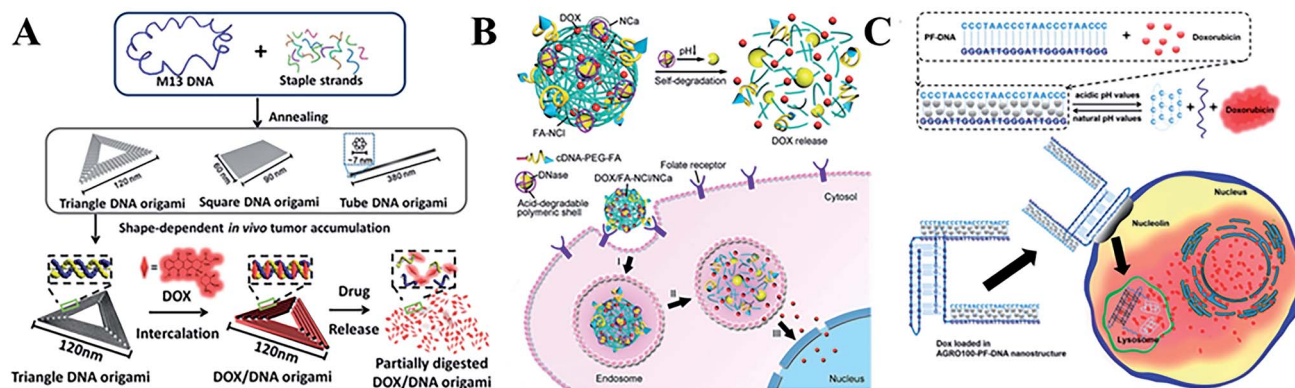 A
M13 DNA
+
Staple strands
Annealing
120 nm
Triangle DNA origami
60 nm
90 nm
Square DNA origami
~7 nm
380 nm
Tube DNA origami
Shape-dependent in vivo tumor accumulation
=
DOX
Intercalation
Drug
Release
120nm
Triangle DNA origami
120nm
DOX/DNA origami
Partially digested
DOX/DNA origami
B
DOX
NCa
FA-NCl
pH↓
Self-degradation
DOX release
cDNA-PEG-FA
DNase
Acid-degradable
polymeric shell
Folate receptor
DOX/FA-NCl/NCa
Cytosol
I
II
III
Endosome
Nucleus
C
PF-DNA
CCCTAACCCTAACCCTAACCC
GGGATTGGGATTGGGATTGGG
+
Doxorubicin
CCCTAACCCTAACCCTAACCC
GGGATTGGGATTGGGATTGGG
acidic pH values
natural pH values
+
+
Doxorubicin
Nucleus
Nucleolin
Lysosome
Dox loaded in
AGRO100-PF-DNA nanostructure